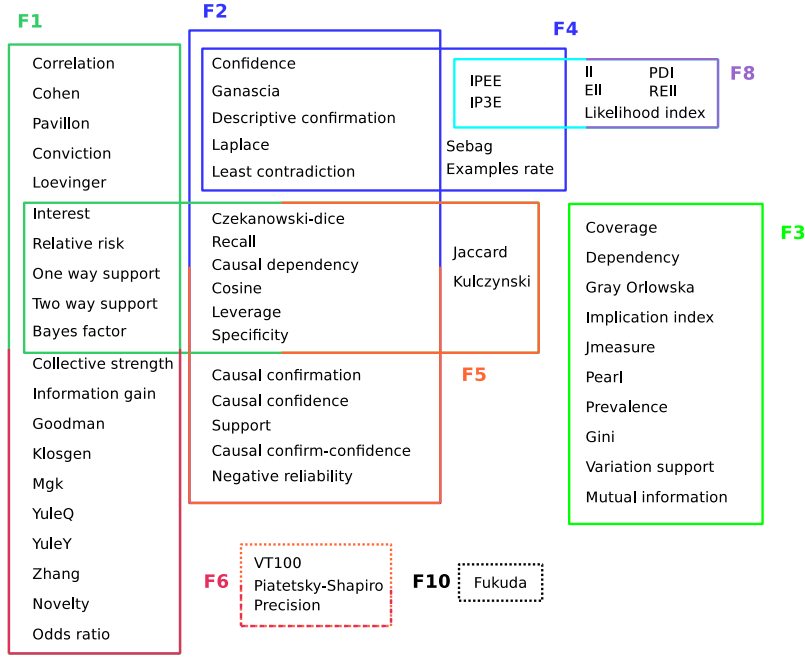 F1
Correlation
Cohen
Pavillon
Conviction
Loevinger
Interest
Relative risk
One way support
Two way support
Bayes factor
Collective strength
Information gain
Goodman
Klosgen
Mgk
YuleQ
YuleY
Zhang
Novelty
Odds ratio
F2
Confidence
Ganascia
Descriptive confirmation
Laplace
Least contradiction
Czekanowski-dice
Recall
Causal dependency
Cosine
Leverage
Specificity
Causal confirmation
Causal confidence
Support
Causal confirm-confidence
Negative reliability
F4
IPEE
IP3E
Sebag
Examples rate
Jaccard
Kulczynski
F5
II PDI
EII REII
Likelihood index
F8
F3
Coverage
Dependency
Gray Orlowska
Implication index
Jmeasure
Pearl
Prevalence
Gini
Variation support
Mutual information
F6
VT100
Piatetsky-Shapiro
Precision
F10
Fukuda